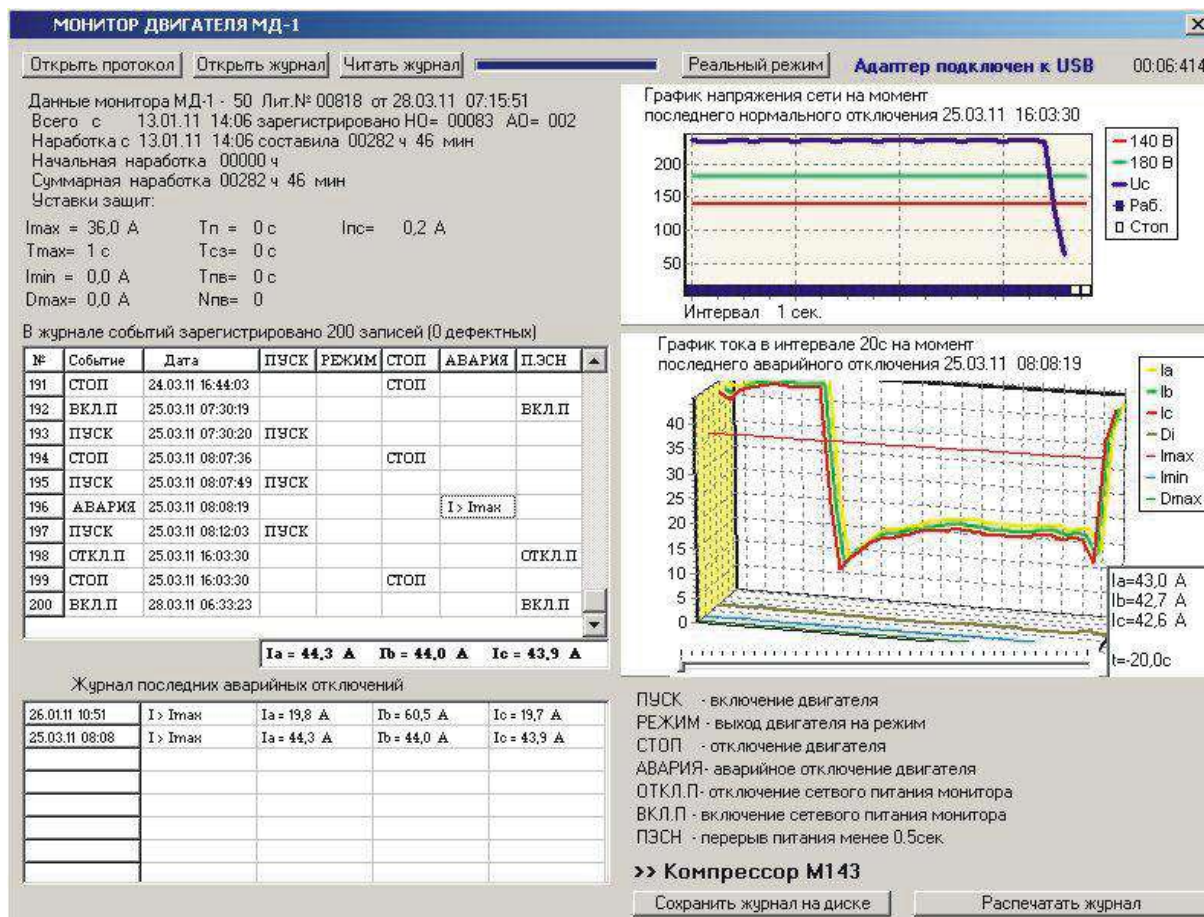 МОНИТОР ДВИГАТЕЛЯ МД-1
Открыть протокол Открыть журнал Читать журнал Реальный режим Адаптер подключен к USB 00:06:414
Данные монитора МД-1 - 50 Лит.№ 00818 от 28.03.11 07:15:51
Всего с 13.01.11 14:06 зарегистрировано НО= 00083 АО= 002
Наработка с 13.01.11 14:06 составила 00282 ч 46 мин
Начальная наработка 00000 ч
Суммарная наработка 00282 ч 46 мин
Уставки защит:
Imax = 36,0 А Тп = 0 с Iпс= 0,2 А
Tmax= 1 с Тсз= 0 с
Imin = 0,0 А Тпв= 0 с
Dmax= 0,0 А Nпв= 0
В журнале событий зарегистрировано 200 записей (0 дефектных)
№ Событие Дата ПУСК РЕЖИМ СТОП АВАРИЯ П.ЭСН
191 СТОП 24.03.11 16:44:03 СТОП
192 ВКЛ.П 25.03.11 07:30:19 ВКЛ.П
193 ПУСК 25.03.11 07:30:20 ПУСК
194 СТОП 25.03.11 08:07:36 СТОП
195 ПУСК 25.03.11 08:07:49 ПУСК
196 АВАРИЯ 25.03.11 08:08:19 I > Imax
197 ПУСК 25.03.11 08:12:03 ПУСК
198 ОТКЛ.П 25.03.11 16:03:30 ОТКЛ.П
199 СТОП 25.03.11 16:03:30 СТОП
200 ВКЛ.П 28.03.11 06:33:23 ВКЛ.П
Ia = 44,3 А Ib = 44,0 А Ic = 43,9 А
Журнал последних аварийных отключений
26.01.11 10:51 I > Imax Ia = 19,8 А Ib = 60,5 А Ic = 19,7 А
25.03.11 08:08 I > Imax Ia = 44,3 А Ib = 44,0 А Ic = 43,9 А
График напряжения сети на момент
последнего нормального отключения 25.03.11 16:03:30
200
150
100
50
140 В
180 В
Uc
Раб.
Стоп
Интервал 1 сек.
График тока в интервале 20с на момент
последнего аварийного отключения 25.03.11 08:08:19
40
35
30
25
20
15
10
5
0
Ia
Ib
Ic
Di
Imax
Imin
Dmax
Ia=43,0 А
Ib=42,7 А
Ic=42,6 А
t=-20,0с
ПУСК - включение двигателя
РЕЖИМ - выход двигателя на режим
СТОП - отключение двигателя
АВАРИЯ- аварийное отключение двигателя
ОТКЛ.П- отключение сетвого питания монитора
ВКЛ.П - включение сетевого питания монитора
ПЭСН - перерыв питания менее 0.5сек
>> Компрессор М143
Сохранить журнал на диске Распечатать журнал